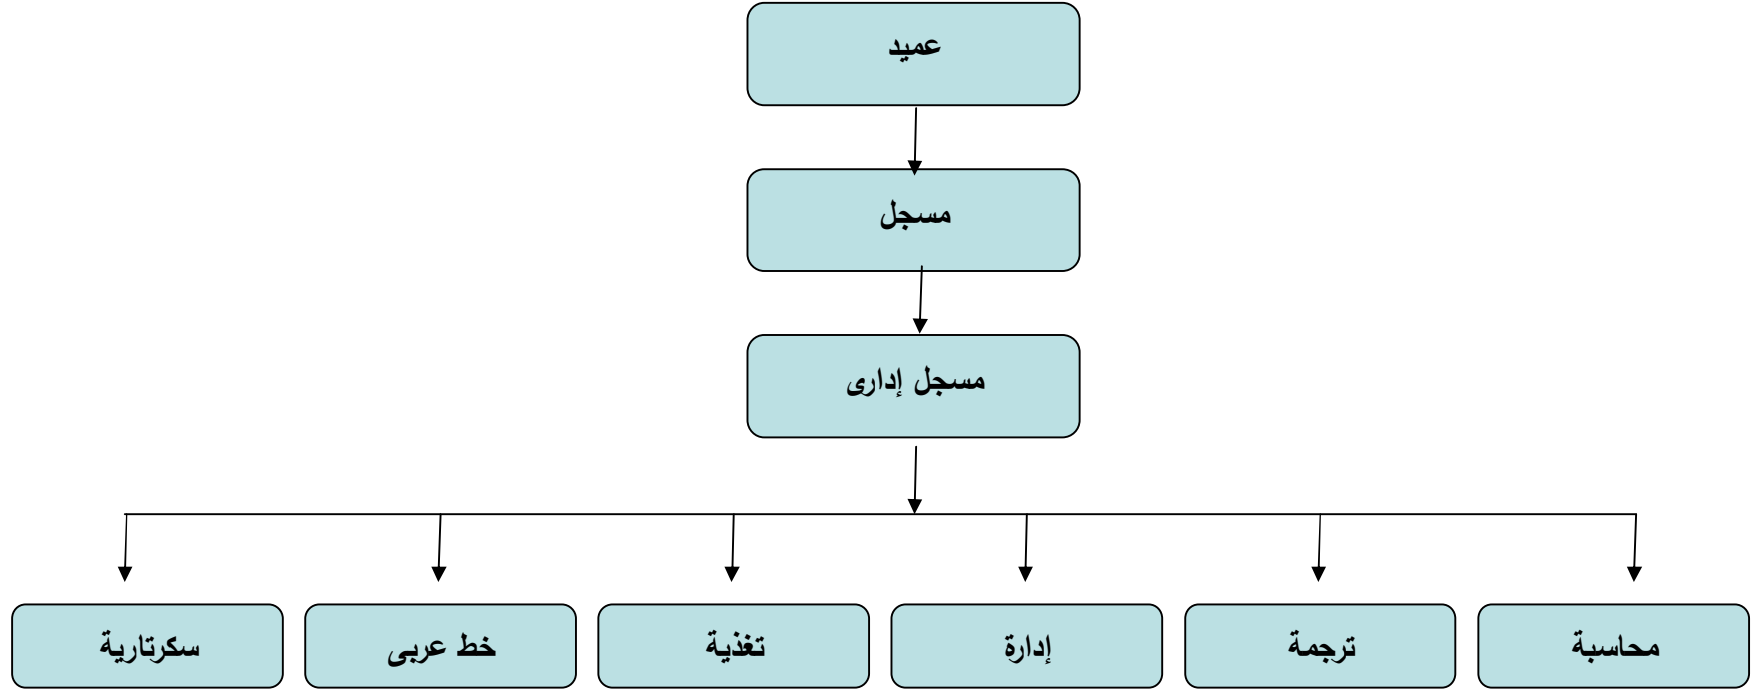 عميد
مسجل
مسجل إدارى
محاسبة
ترجمة
إدارة
تغذية
خط عربى
سكرتارية